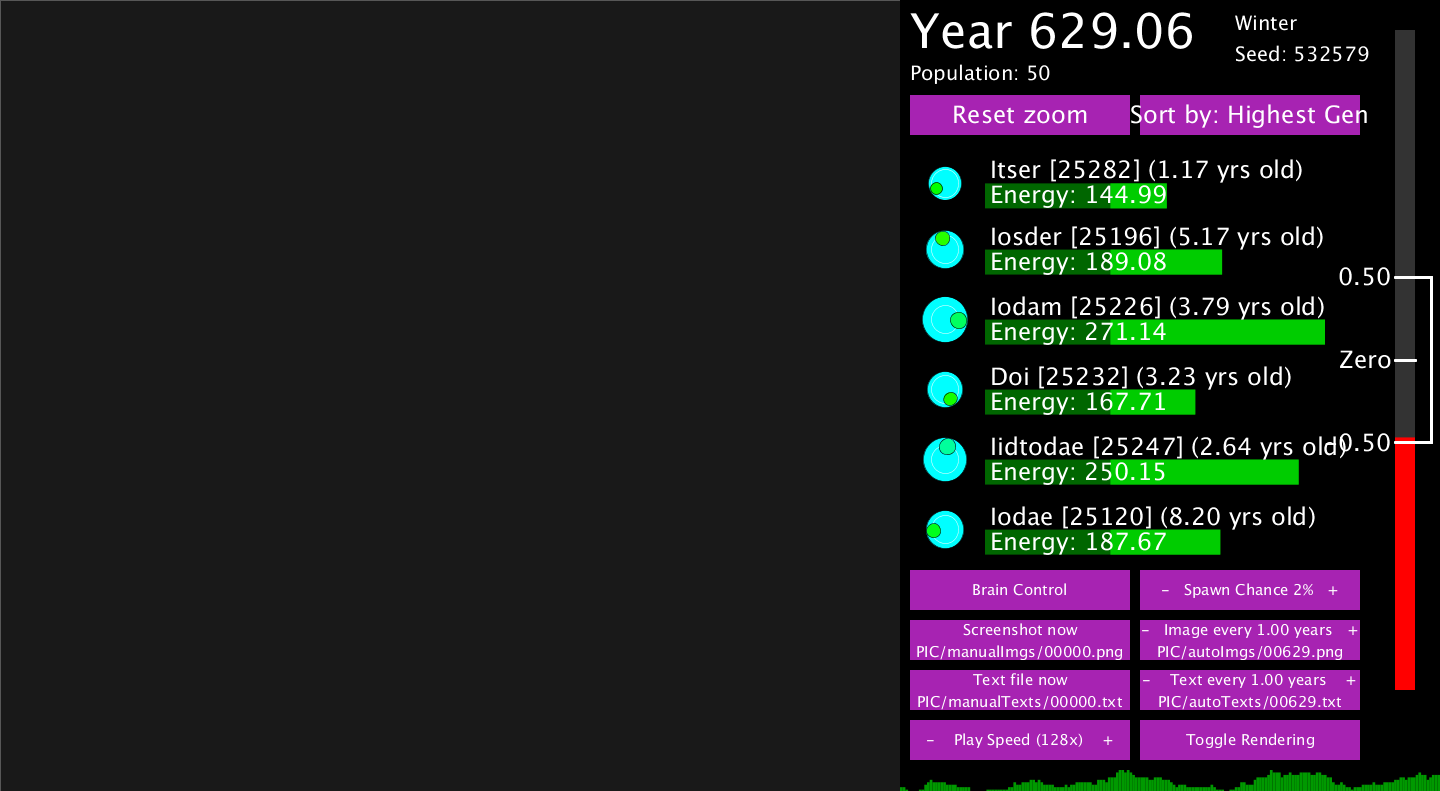 Year 629.06
Winter
Seed: 532579
Population: 50
Reset zoom
Sort by: Highest Gen
Itser [25282] (1.17 yrs old)
Energy: 144.99
Iosder [25196] (5.17 yrs old)
Energy: 189.08
0.50
Iodam [25226] (3.79 yrs old)
Energy: 271.14
Zero
Doi [25232] (3.23 yrs old)
Energy: 167.71
Iidtodae [25247] (2.64 yrs old)
-0.50
Energy: 250.15
Iodae [25120] (8.20 yrs old)
Energy: 187.67
Brain Control
- Spawn Chance 2% +
Screenshot now
PIC/manualImgs/00000.png
- Image every 1.00 years +
PIC/autoImgs/00629.png
Text file now
PIC/manualTexts/00000.txt
- Text every 1.00 years +
PIC/autoTexts/00629.txt
- Play Speed (128x) +
Toggle Rendering